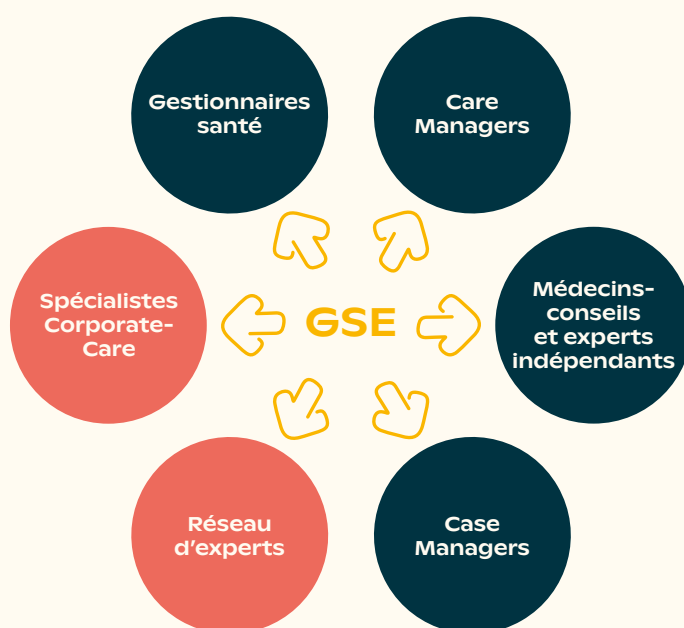 Gestionnaires
santé
Care
Managers
Spécialistes
Corporate-
Care
GSE
Médecins-
conseils
et experts
indépendants
Réseau
d’experts
Case
Managers